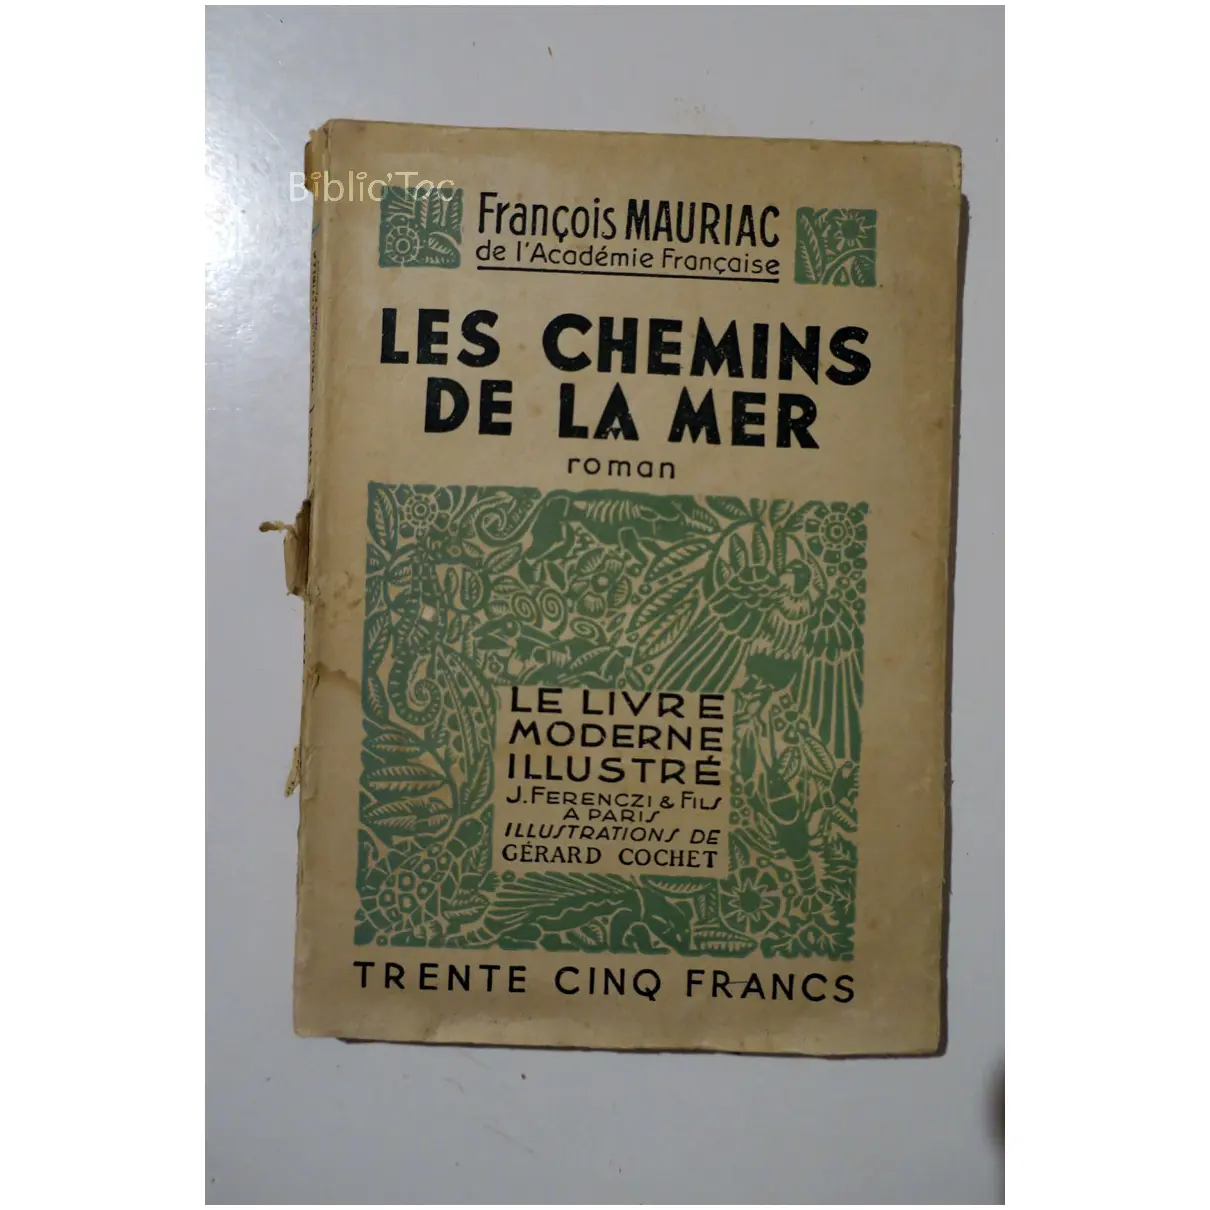 Biblio'Tec
François MAURIAC
de l'Académie Française
LES CHEMINS
DE LA MER
roman
LE LIVRE
MODERNE
ILLUSTRÉ
J. FERENCZI & FILS
A PARIS
ILLUSTRATIONS DE
GÉRARD COCHET
TRENTE CINQ FRANCS